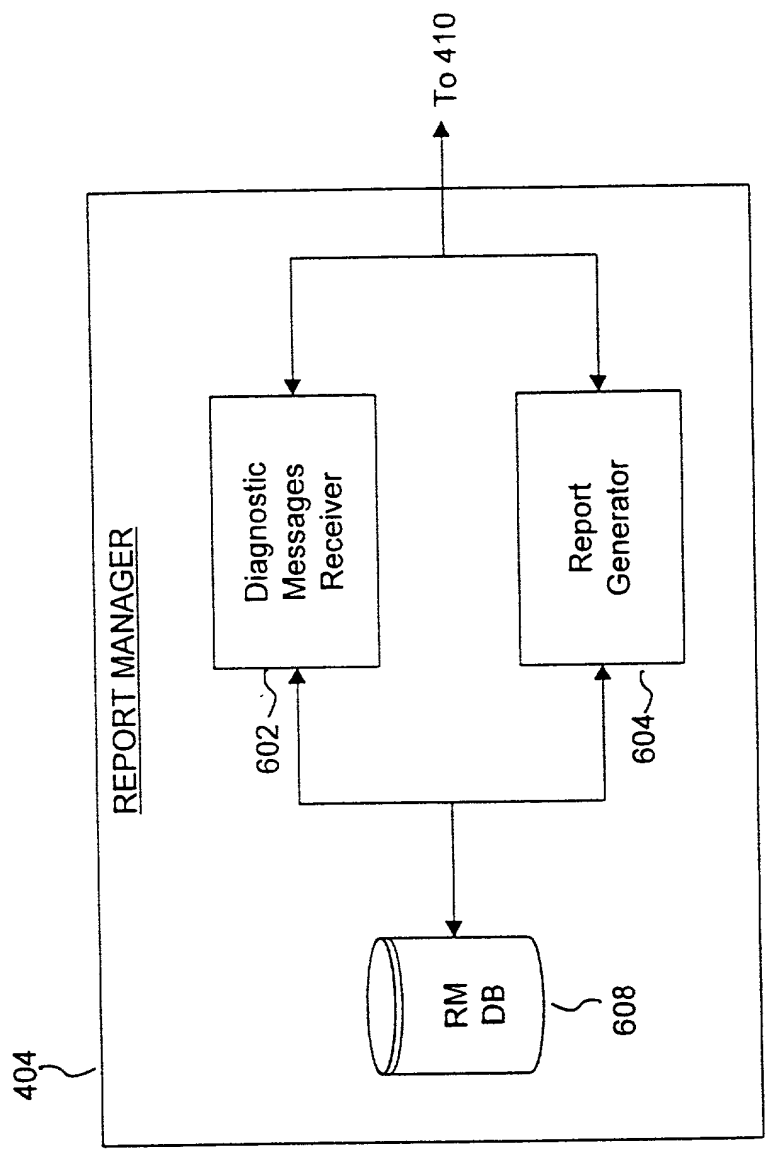 404
REPORT MANAGER
602
Diagnostic
Messages
Receiver
To 410
RM
DB
608
604
Report
Generator